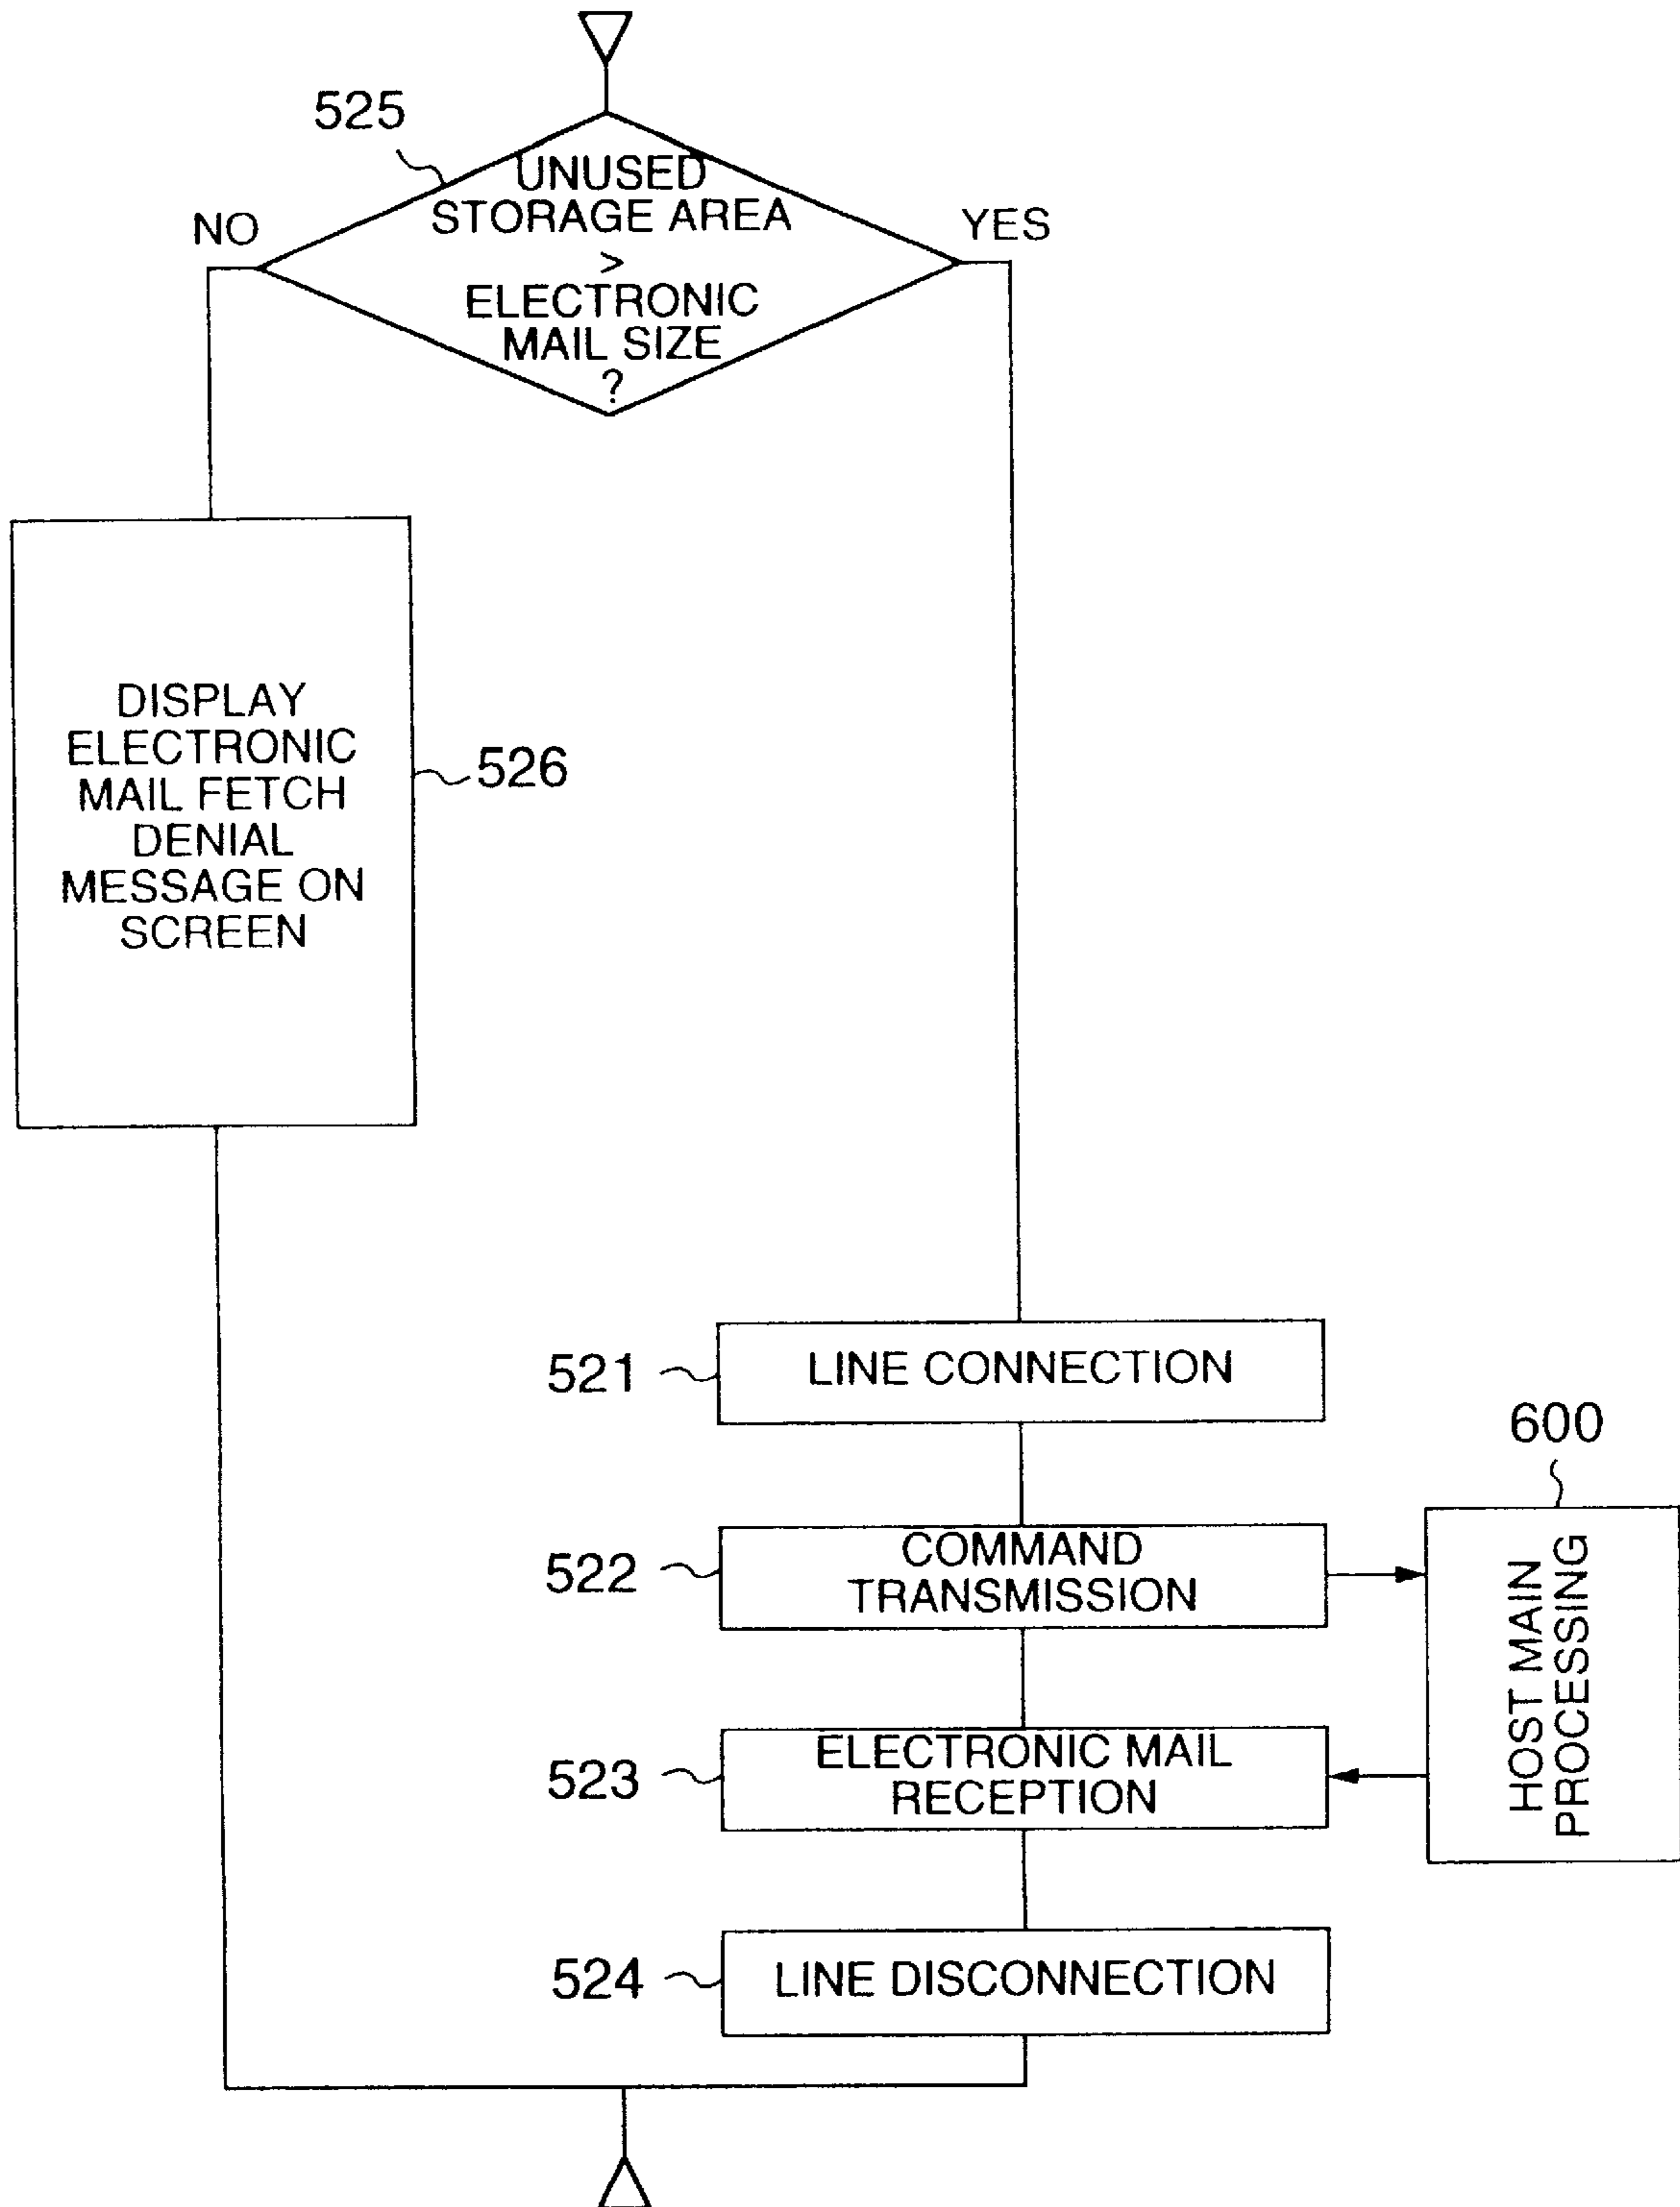 525
UNUSED
STORAGE AREA
>
ELECTRONIC
MAIL SIZE
?
NO
YES
DISPLAY
ELECTRONIC
MAIL FETCH
DENIAL
MESSAGE ON
SCREEN
526
521
LINE CONNECTION
600
522
COMMAND
TRANSMISSION
HOST MAIN
PROCESSING
523
ELECTRONIC MAIL
RECEPTION
524
LINE DISCONNECTION